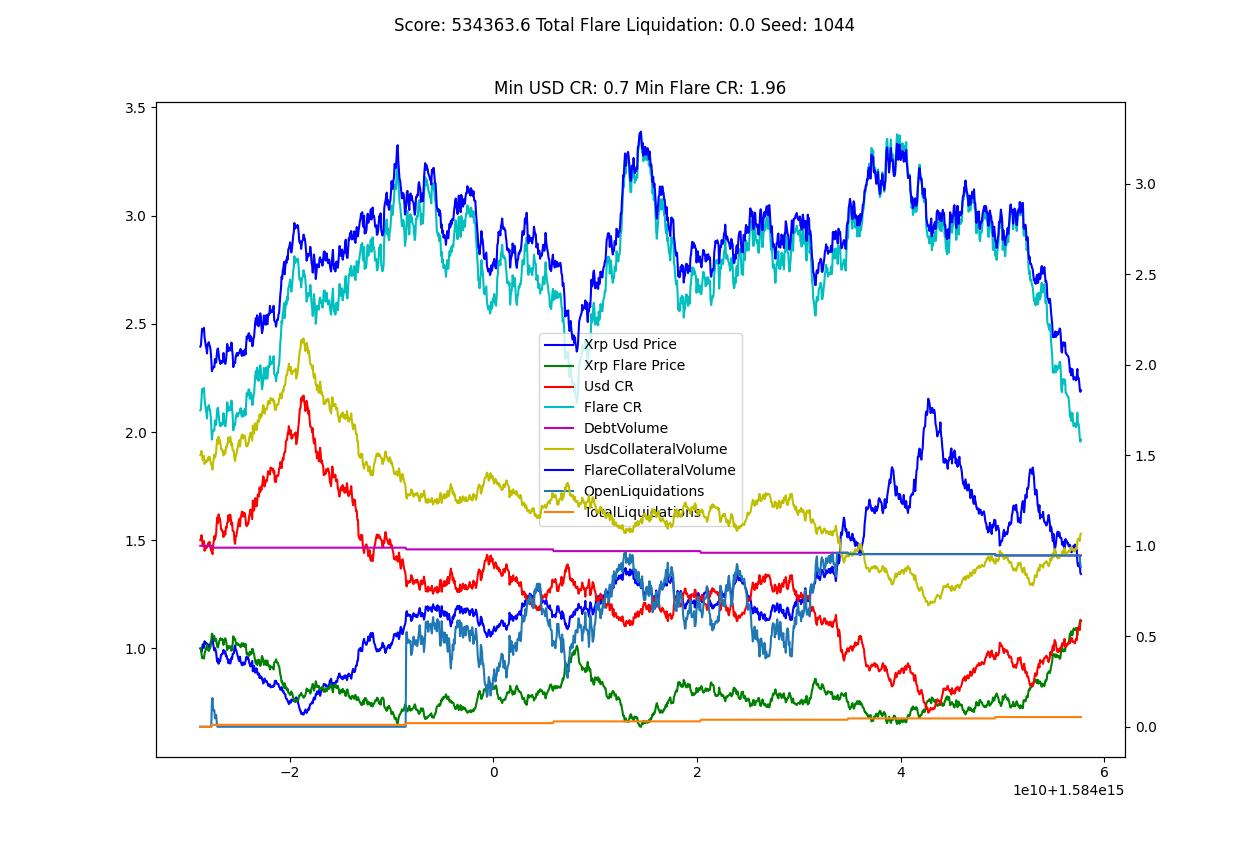 Score: 534363.6 Total Flare Liquidation: 0.0 Seed: 1044
Min USD CR: 0.7 Min Flare CR: 1.96
3.5
3.0
2.5
2.0
1.5
1.0
3.0
2.5
2.0
1.5
1.0
0.5
0.0
Xrp Usd Price
Xrp Flare Price
Usd CR
Flare CR
DebtVolume
UsdCollateralVolume
FlareCollateralVolume
OpenLiquidations
TotalLiquidations
−2 0 2 4 6
1e10+1.584e15